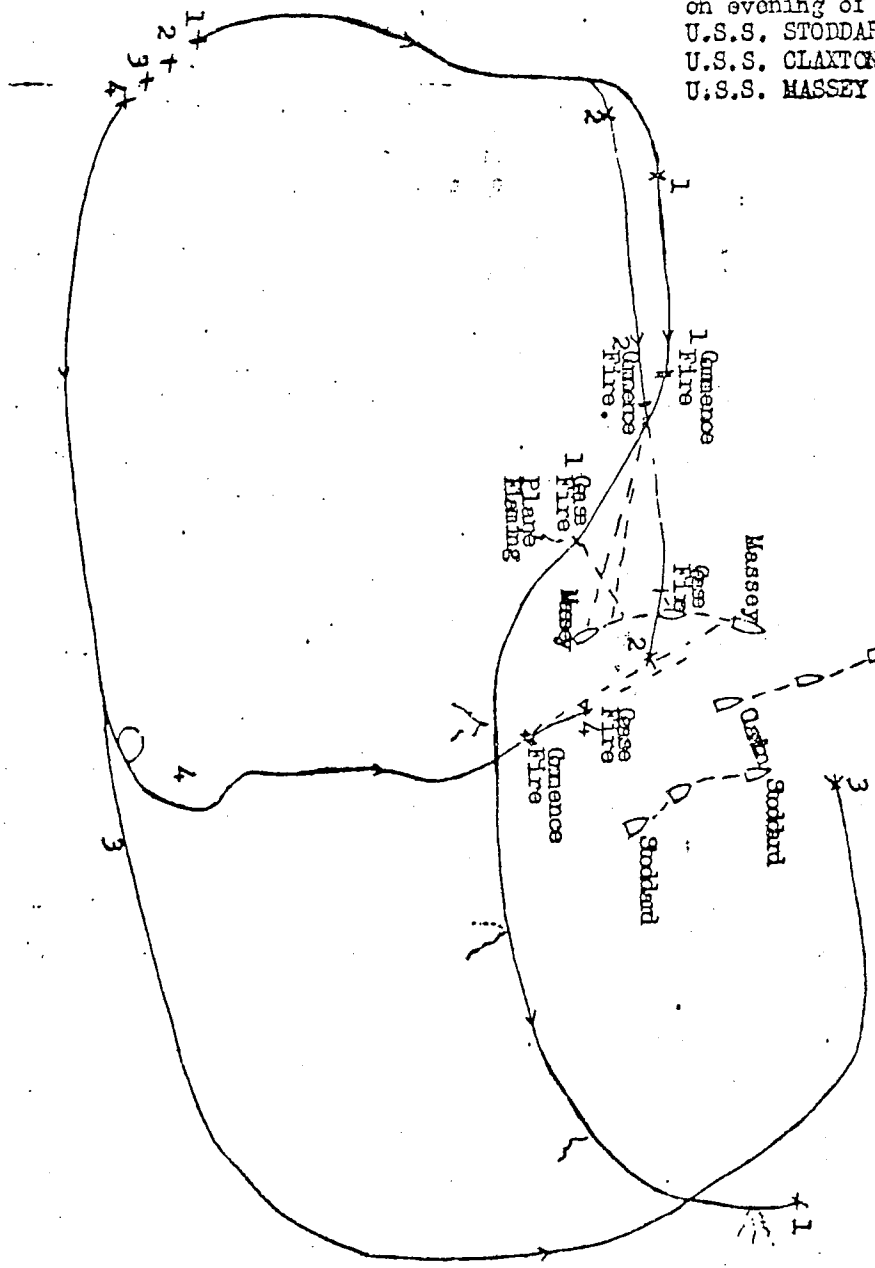 on evening of
U.S.S. STODDAR
U.S.S. CLAXTON
U.S.S. MASSEY
1
2
3
4
2
1
1 Commence
Fire
2 Commence
Fire.
1 Cease
Fire
Plane
Flaming
Cease
Fire
Massey
Massey
2
Cease
Fire
4
Commence
Fire
Claxton
Stoddard
Stoddard
3
4
3
1